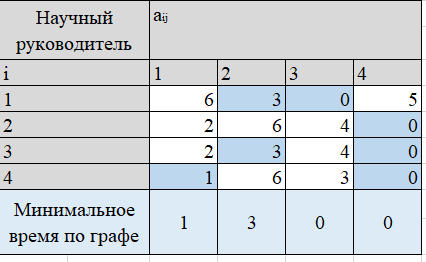 Научный руководитель aij
i 1 2 3 4
1 6 3 0 5
2 2 6 4 0
3 2 3 4 0
4 1 6 3 0
Минимальное время по графе 1 3 0 0